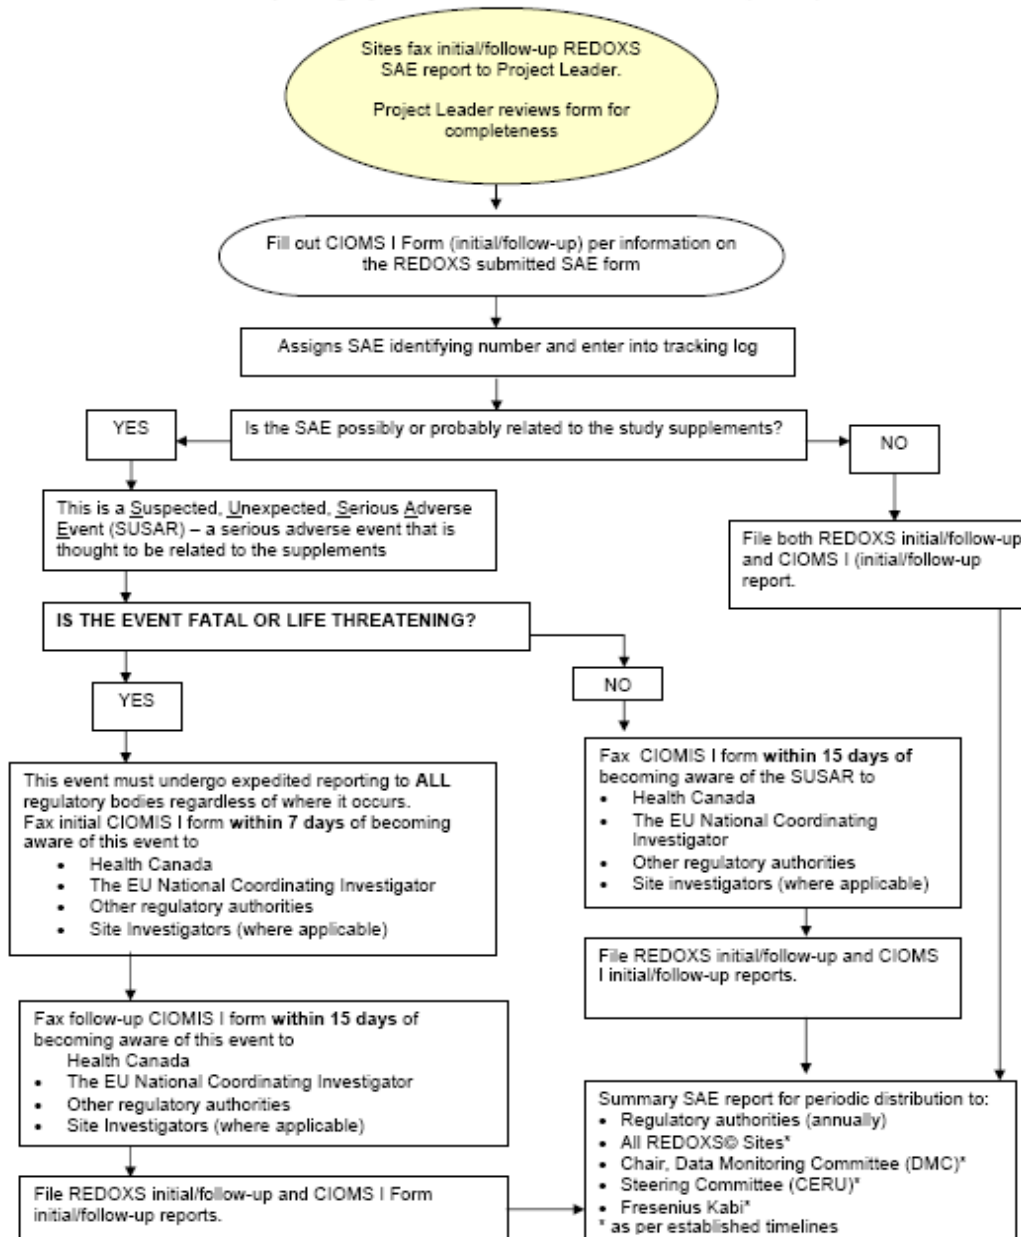 Sites fax initial/follow-up REDOXS
SAE report to Project Leader.
Project Leader reviews form for
completeness
Fill out CIOMS I Form (initial/follow-up) per information on
the REDOXS submitted SAE form
Assigns SAE identifying number and enter into tracking log
YES
Is the SAE possibly or probably related to the study supplements?
NO
This is a Suspected, Unexpected, Serious Adverse
Event (SUSAR) – a serious adverse event that is
thought to be related to the supplements
File both REDOXS initial/follow-up
and CIOMS I (initial/follow-up
report.
IS THE EVENT FATAL OR LIFE THREATENING?
YES
NO
This event must undergo expedited reporting to ALL
regulatory bodies regardless of where it occurs.
Fax initial CIOMIS I form within 7 days of becoming
aware of this event to
• Health Canada
• The EU National Coordinating Investigator
• Other regulatory authorities
• Site Investigators (where applicable)
Fax CIOMIS I form within 15 days of
becoming aware of the SUSAR to
• Health Canada
• The EU National Coordinating
Investigator
• Other regulatory authorities
• Site investigators (where applicable)
File REDOXS initial/follow-up and CIOMS
I initial/follow-up reports.
Fax follow-up CIOMIS I form within 15 days of
becoming aware of this event to
Health Canada
• The EU National Coordinating Investigator
• Other regulatory authorities
• Site Investigators (where applicable)
File REDOXS initial/follow-up and CIOMS I Form
initial/follow-up reports.
Summary SAE report for periodic distribution to:
• Regulatory authorities (annually)
• All REDOXS© Sites*
• Chair, Data Monitoring Committee (DMC)*
• Steering Committee (CERU)*
• Fresenius Kabi*
* as per established timelines